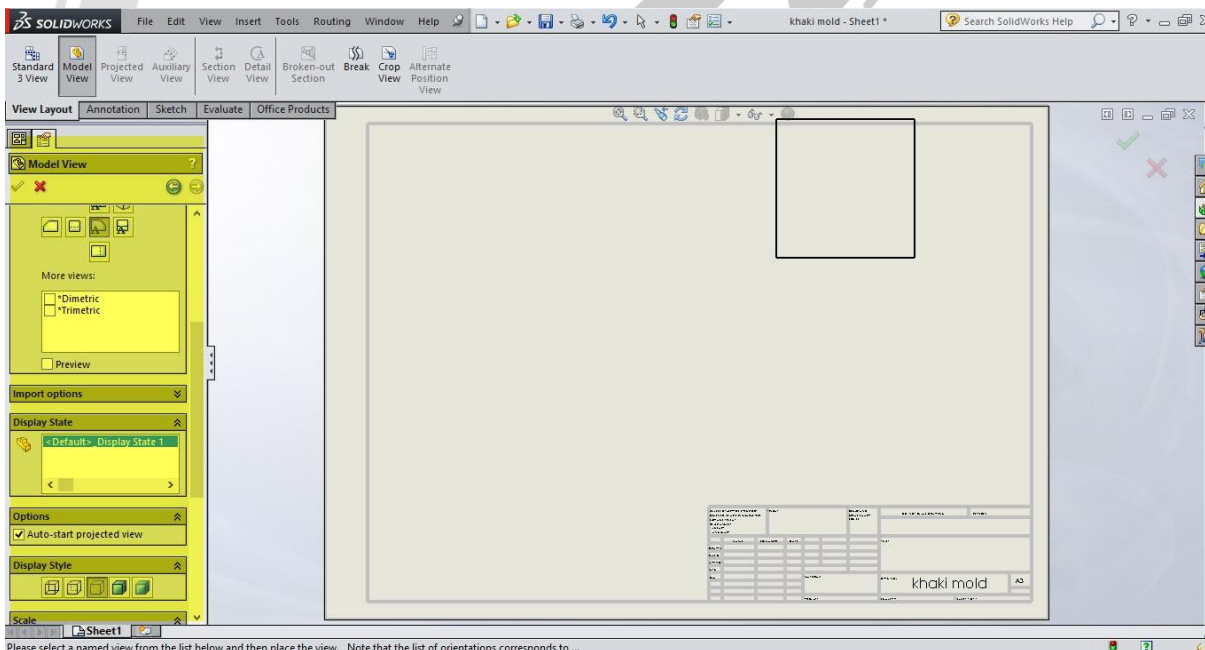 SOLIDWORKS File Edit View Insert Tools Routing Window Help khaki mold - Sheet1 * Search SolidWorks Help
Standard 3 View
Model View
Projected View
Auxiliary View
Section View
Detail View
Broken-out Section
Break
Crop View
Alternate Position View
View Layout Annotation Sketch Evaluate Office Products
Model View ?
More views:
*Dimetric
*Trimetric
Preview
Import options
Display State
<Default>_Display State 1
Options
Auto-start projected view
Display Style
Scale
khaki mold A3
Sheet1
Please select a named view from the list below and then place the view. Note that the list of orientations corresponds to ...